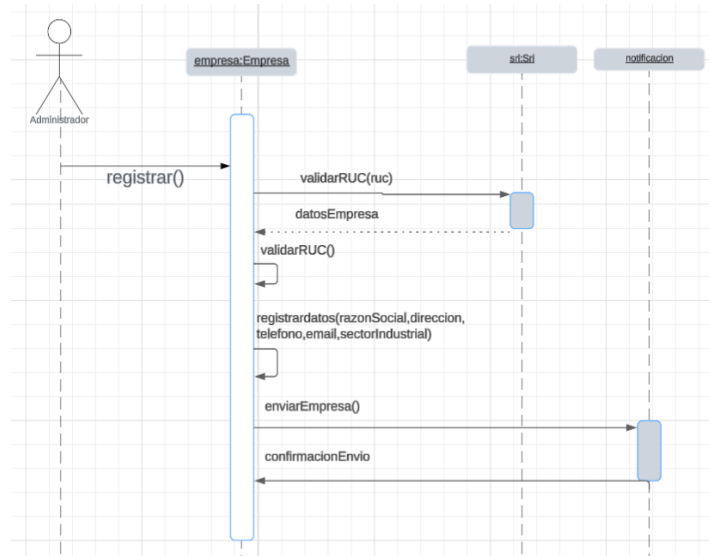 empresa:Empresa
sri:Sri
notificacion
Administrador
registrar()
validarRUC(ruc)
datosEmpresa
validarRUC()
registrardatos(razonSocial,direccion,
telefono,email,sectorIndustrial)
enviarEmpresa()
confirmacionEnvio